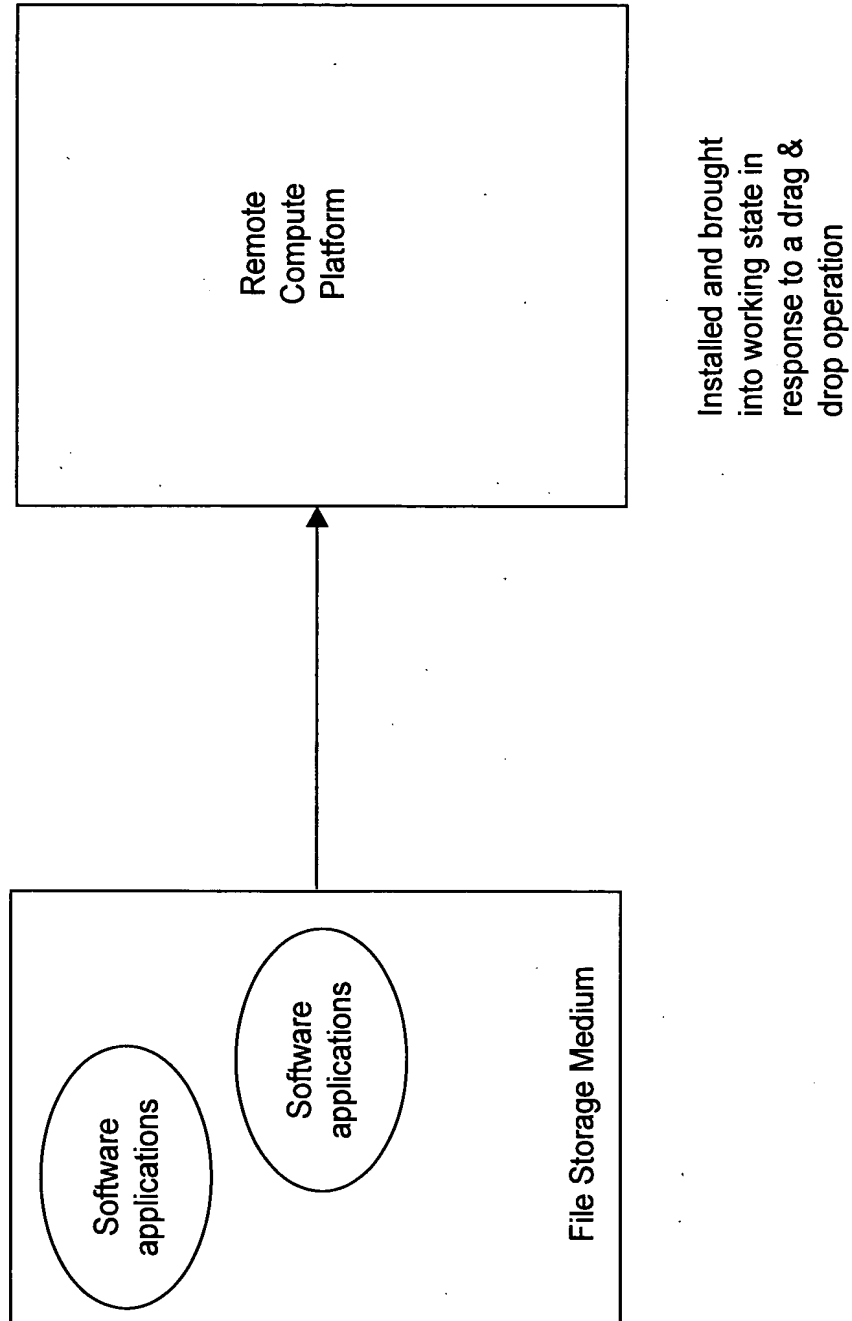 Software
applications
Software
applications
File Storage Medium
Remote
Compute
Platform
Installed and brought
into working state in
response to a drag &
drop operation